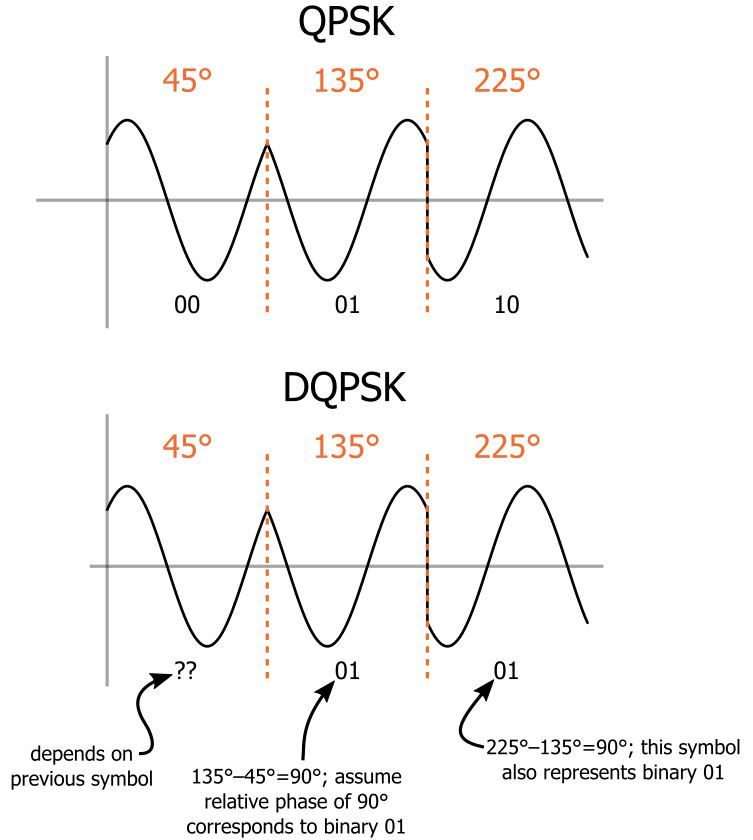 QPSK
45° 135° 225°
00 01 10
DQPSK
45° 135° 225°
?? 01 01
depends on
previous symbol
135°–45°=90°; assume
relative phase of 90°
corresponds to binary 01
225°–135°=90°; this symbol
also represents binary 01